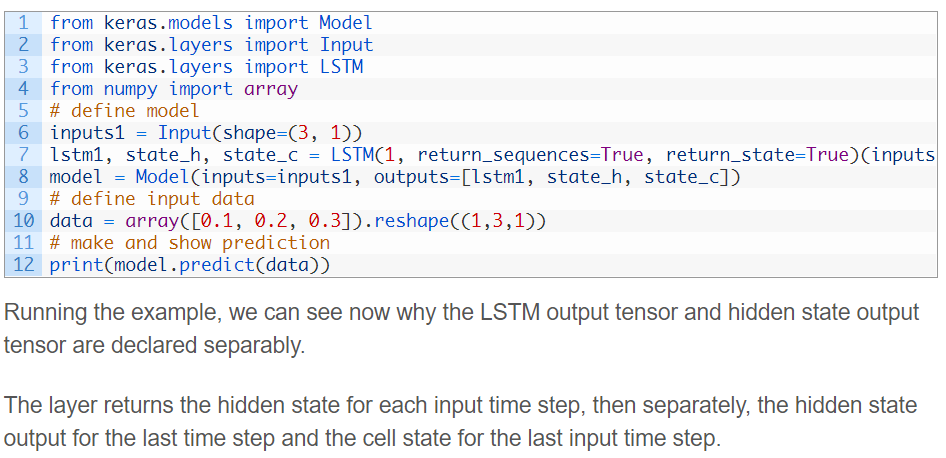 1 from keras.models import Model
2 from keras.layers import Input
3 from keras.layers import LSTM
4 from numpy import array
5 # define model
6 inputs1 = Input(shape=(3, 1))
7 lstm1, state_h, state_c = LSTM(1, return_sequences=True, return_state=True)(inputs
8 model = Model(inputs=inputs1, outputs=[lstm1, state_h, state_c])
9 # define input data
10 data = array([0.1, 0.2, 0.3]).reshape((1,3,1))
11 # make and show prediction
12 print(model.predict(data))
Running the example, we can see now why the LSTM output tensor and hidden state output
tensor are declared separably.
The layer returns the hidden state for each input time step, then separately, the hidden state
output for the last time step and the cell state for the last input time step.